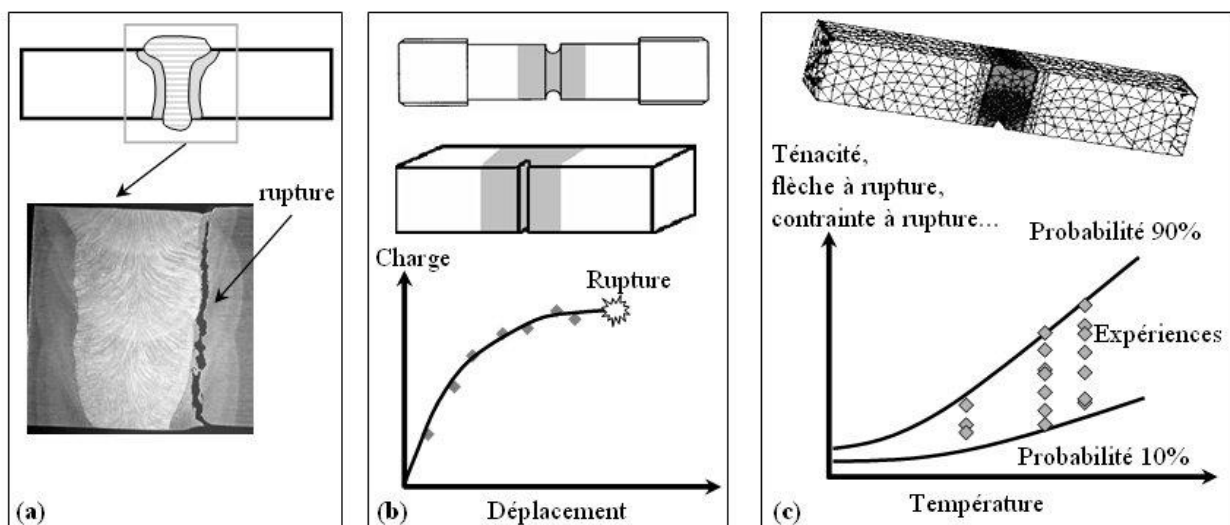 rupture
(a)
Charge
Rupture
(b)
Déplacement
Ténacité,
flèche à rupture,
contrainte à rupture...
Probabilité 90%
Expériences
Probabilité 10%
(c)
Température